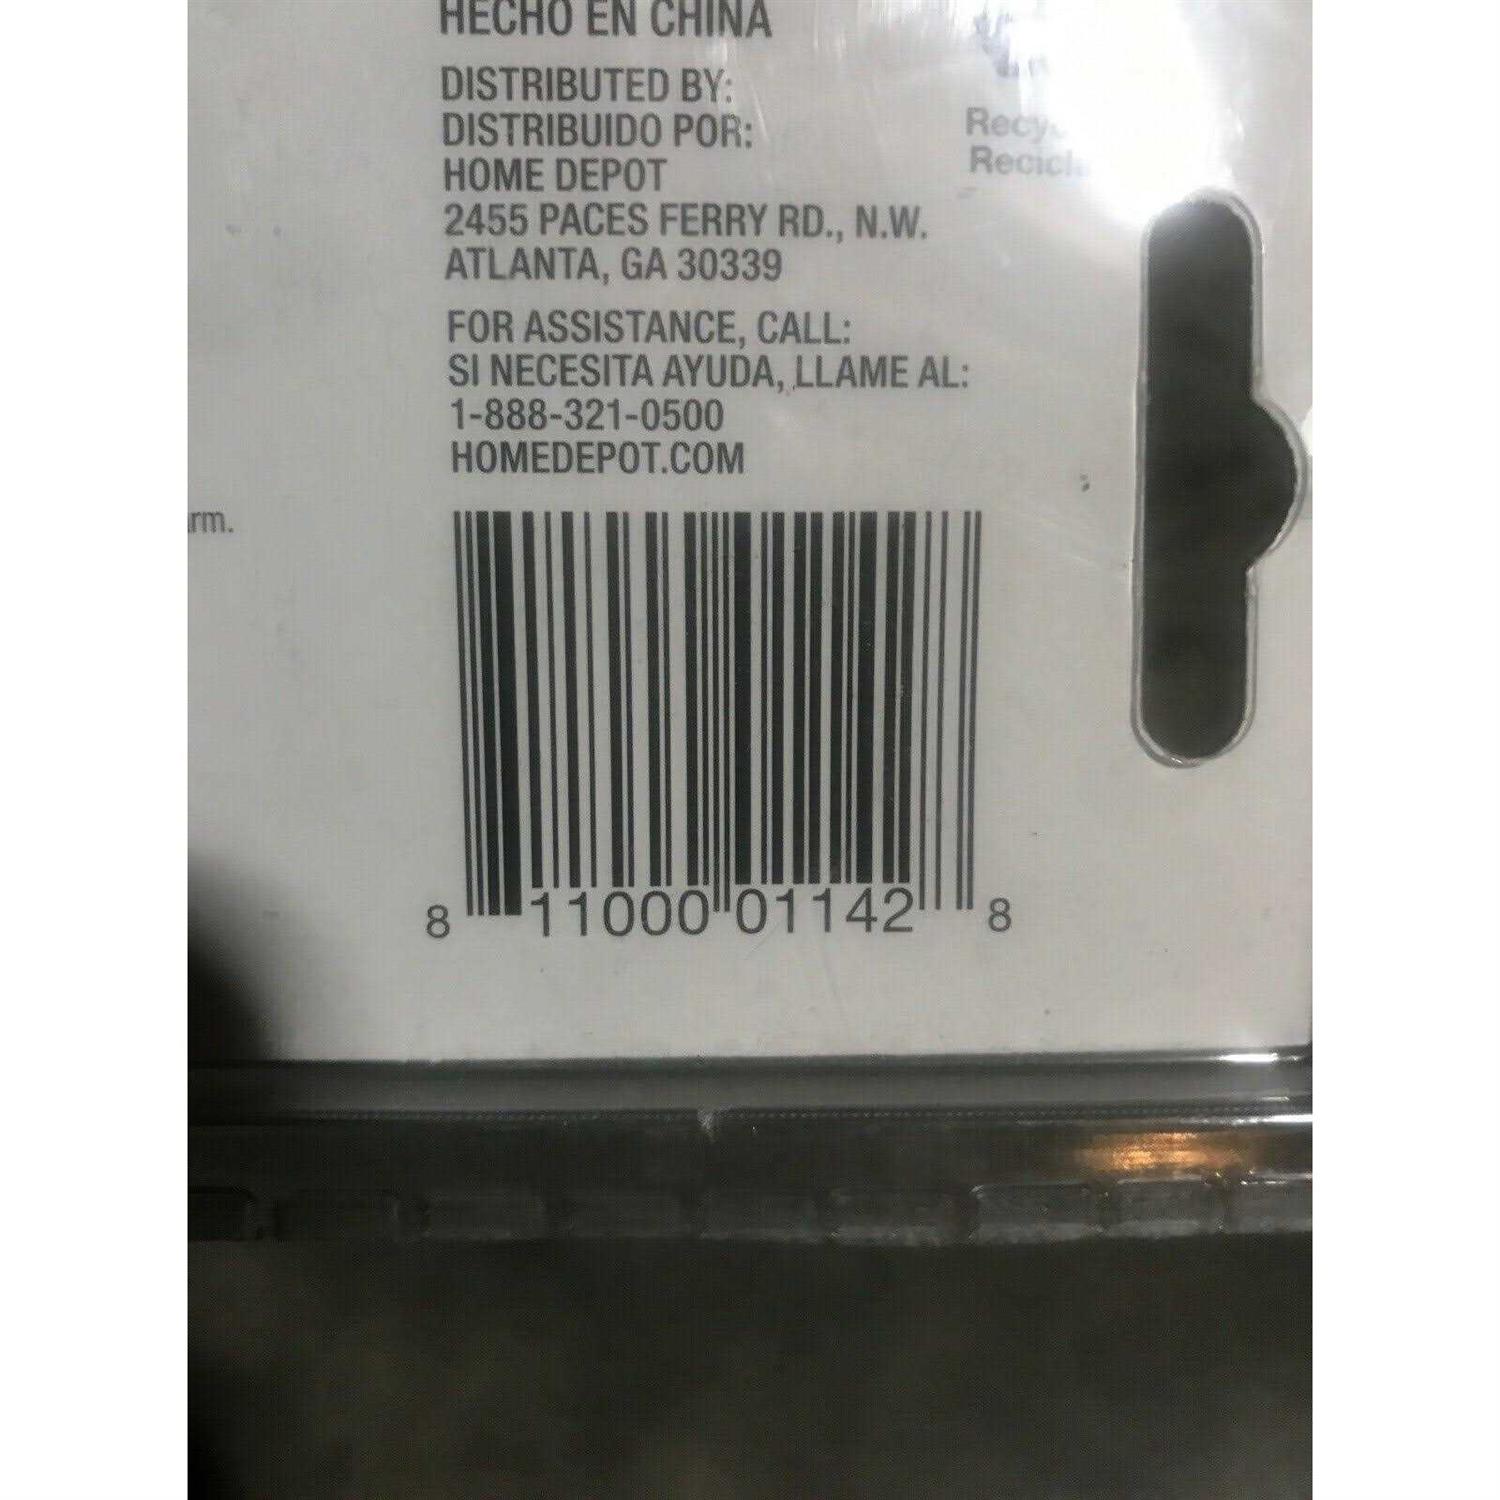 HECHO EN CHINA
DISTRIBUTED BY:
DISTRIBUIDO POR:
HOME DEPOT
2455 PACES FERRY RD., N.W.
ATLANTA, GA 30339
FOR ASSISTANCE, CALL:
SI NECESITA AYUDA, LLAME AL:
1-888-321-0500
HOMEDEPOT.COM
8 11000 01142 8